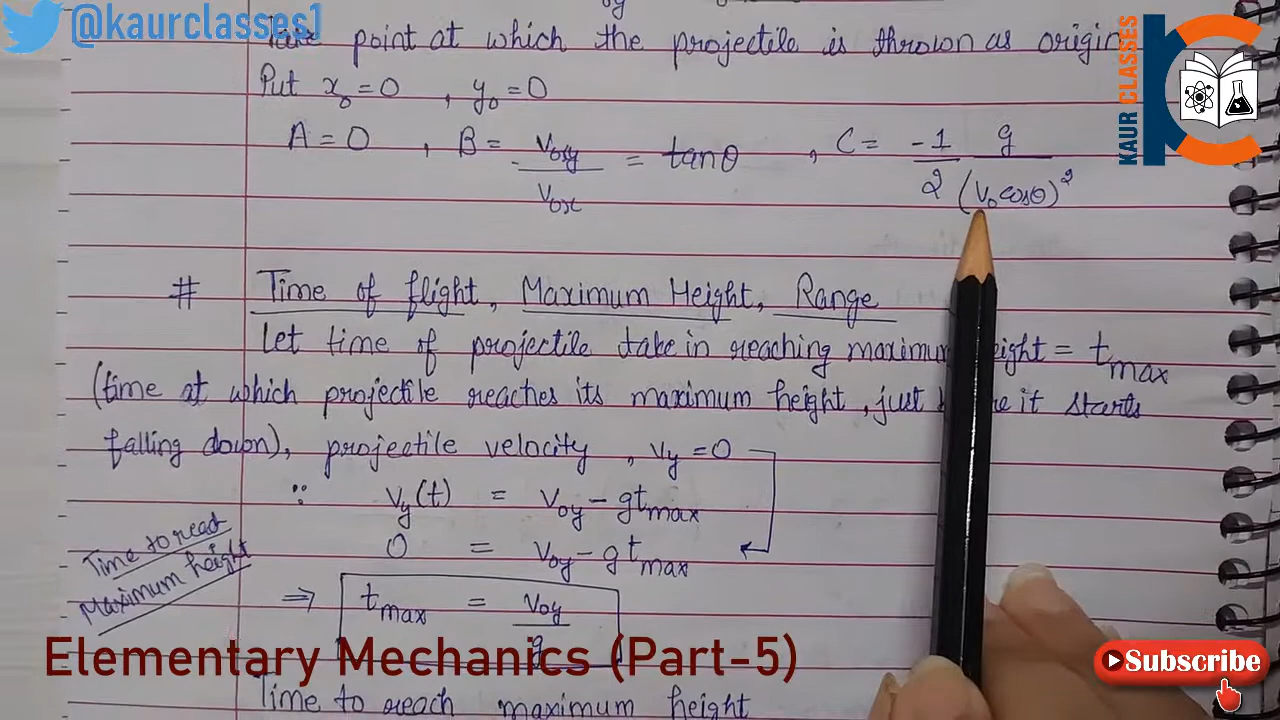 @kaurclasses1
Take point at which the projectile is thrown as origin
Put x₀ = 0 , y₀ = 0
A = 0 , B = v₀y / v₀x = tanθ , C = -1/2 g/(v₀cosθ)²
KAUR CLASSES
# Time of flight, Maximum Height, Range
Let time of projectile take in reaching maximum height = tmax
(time at which projectile reaches its maximum height, just it starts
falling down), projectile velocity , vy = 0
∵ vy(t) = v₀y - gtmax
0 = v₀y - gtmax
Time to reach
Maximum height
⇒ tmax = v₀y / g
Elementary Mechanics (Part-5)
Subscribe
Time to reach maximum height